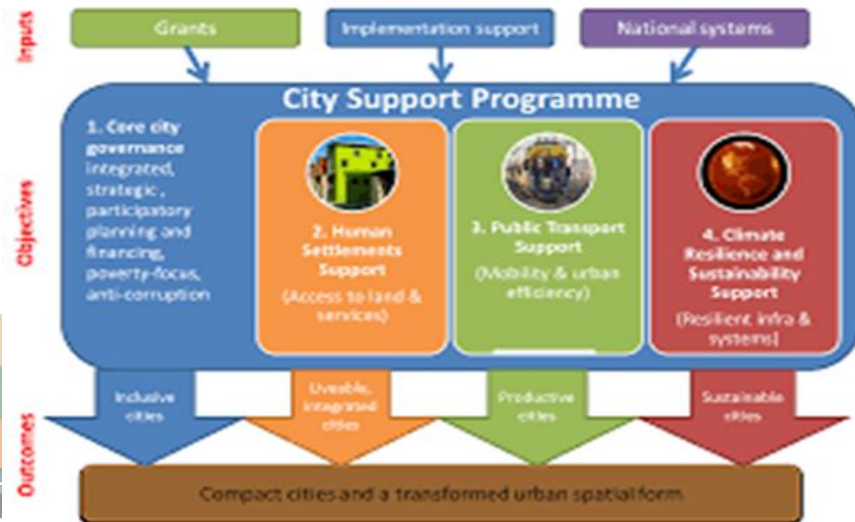 Inputs
Grants
Implementation support
National systems
City Support Programme
Objectives
1. Core city
governance
integrated,
strategic ,
participatory
planning and
financing,
poverty-focus,
anti-corruption
2. Human
Settlements
Support
(Access to land &
services)
3. Public Transport
Support
(Mobility & urban
efficiency)
4. Climate
Resilience and
Sustainability
Support
(Resilient infra &
systems)
Outcomes
Inclusive
cities
Liveable,
integrated
cities
Productive
cities
Sustainable
cities
Compact cities and a transformed urban spatial form